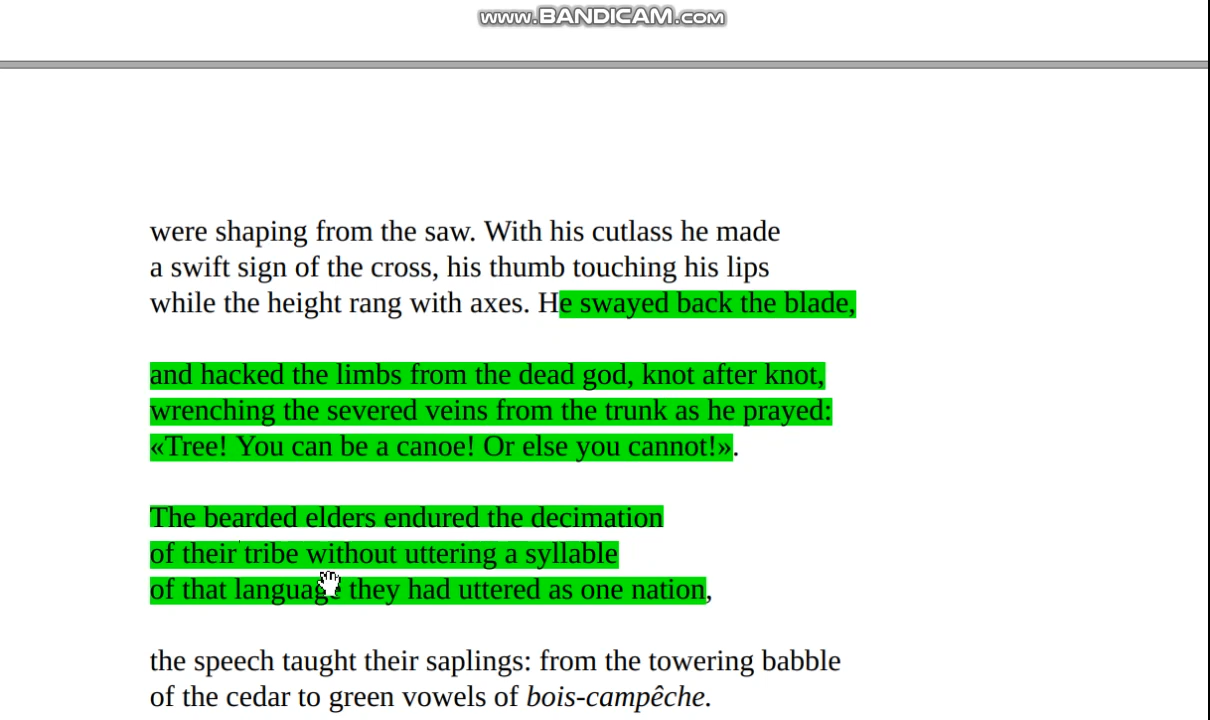 www.BANDICAM.com
were shaping from the saw. With his cutlass he made
a swift sign of the cross, his thumb touching his lips
while the height rang with axes. He swayed back the blade,
and hacked the limbs from the dead god, knot after knot,
wrenching the severed veins from the trunk as he prayed:
«Tree! You can be a canoe! Or else you cannot!».
The bearded elders endured the decimation
of their tribe without uttering a syllable
of that language they had uttered as one nation,
the speech taught their saplings: from the towering babble
of the cedar to green vowels of bois-campêche.